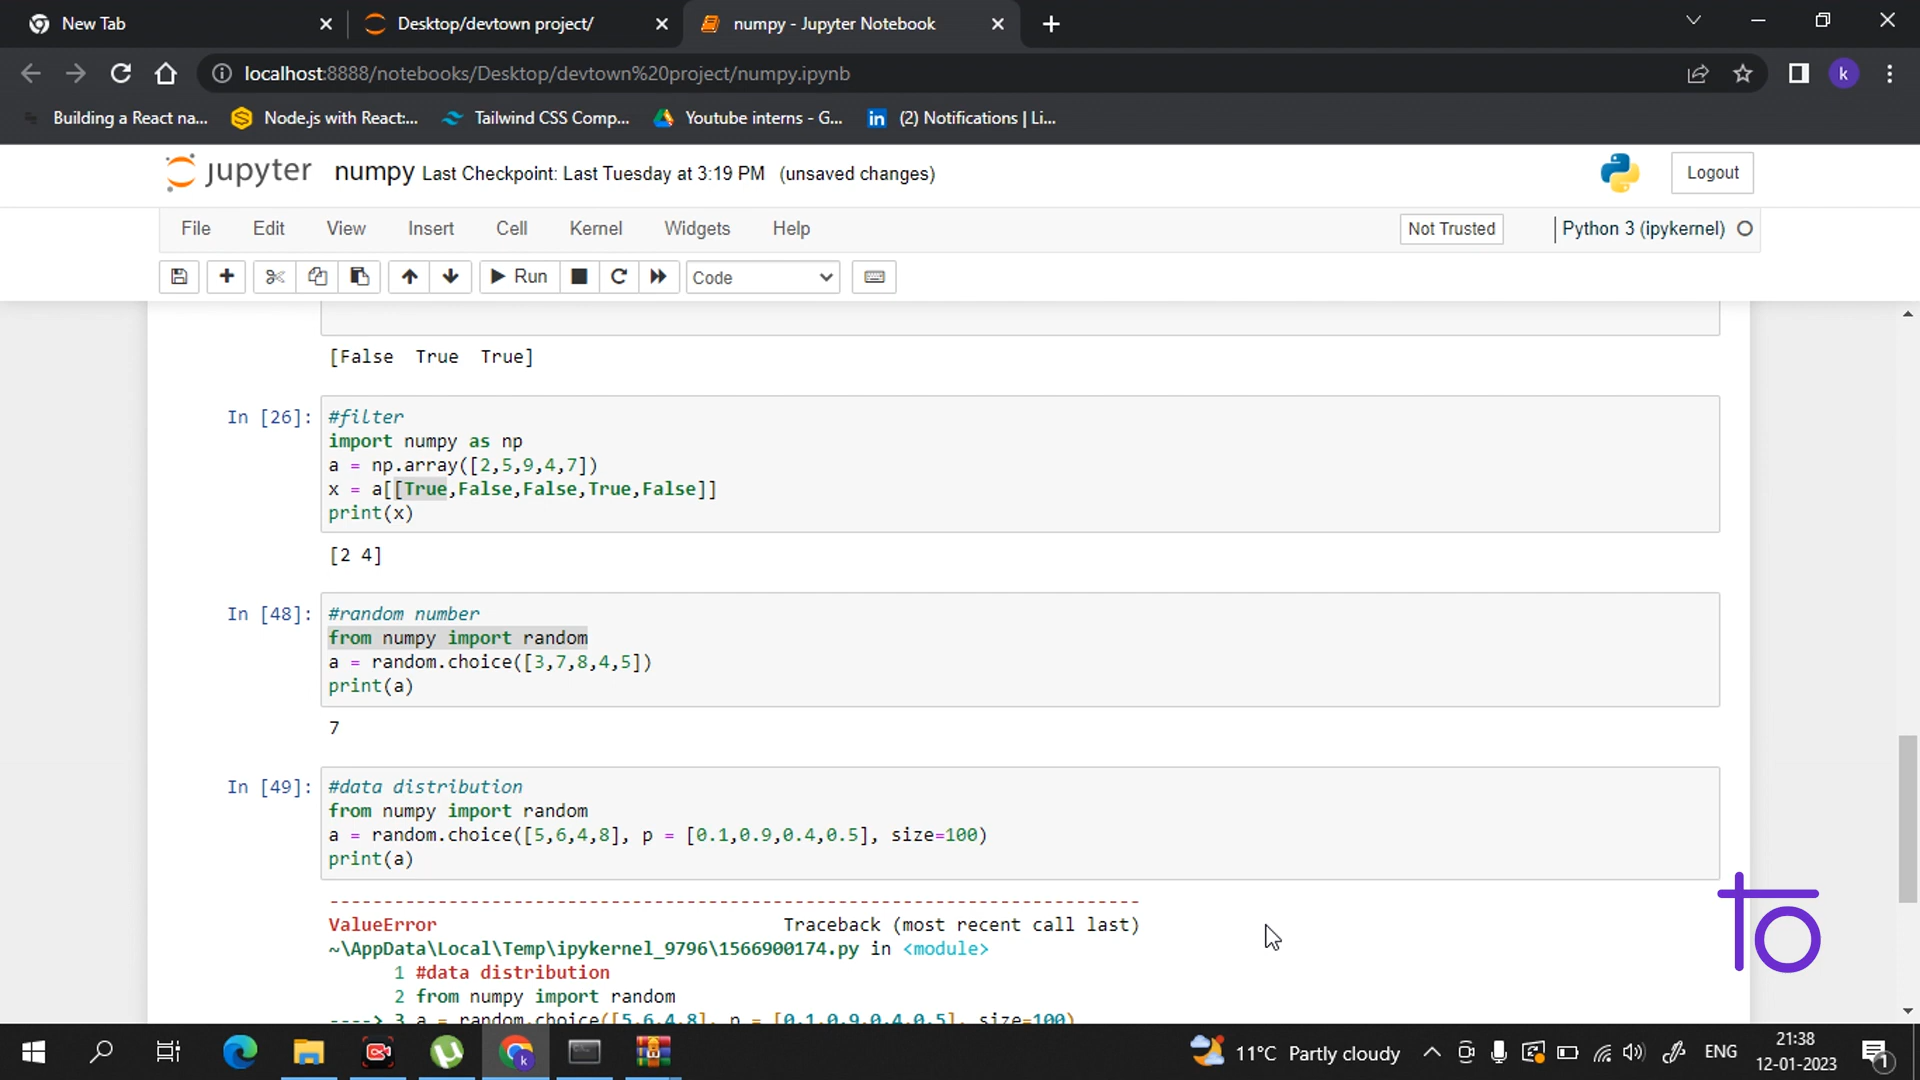 New Tab
Desktop/devtown project/
numpy - Jupyter Notebook
localhost:8888/notebooks/Desktop/devtown%20project/numpy.ipynb
Building a React na...
Node.js with React:...
Tailwind CSS Comp...
Youtube interns - G...
(2) Notifications | Li...
k
jupyter
numpy Last Checkpoint: Last Tuesday at 3:19 PM (unsaved changes)
Logout
File Edit View Insert Cell Kernel Widgets Help
Not Trusted
Python 3 (ipykernel)
Run
Code
[False  True  True]
In [26]:
#filter
import numpy as np
a = np.array([2,5,9,4,7])
x = a[[True,False,False,True,False]]
print(x)
[2 4]
In [48]:
#random number
from numpy import random
a = random.choice([3,7,8,4,5])
print(a)
7
In [49]:
#data distribution
from numpy import random
a = random.choice([5,6,4,8], p = [0.1,0.9,0.4,0.5], size=100)
print(a)
---------------------------------------------------------------------------
ValueError                                Traceback (most recent call last)
~\AppData\Local\Temp\ipykernel_9796\1566900174.py in <module>
1 #data distribution
2 from numpy import random
----> 3 a = random.choice([5,6,4,8], p = [0.1,0.9,0.4,0.5], size=100)
11°C Partly cloudy
ENG
21:38
12-01-2023
1